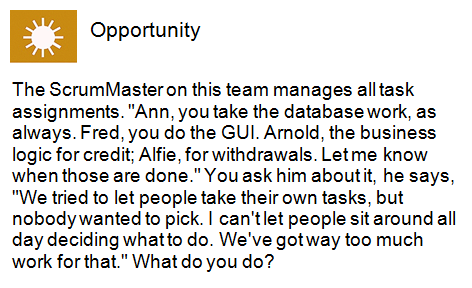 Opportunity
The ScrumMaster on this team manages all task
assignments. "Ann, you take the database work, as
always. Fred, you do the GUI. Arnold, the business
logic for credit; Alfie, for withdrawals. Let me know
when those are done." You ask him about it, he says,
"We tried to let people take their own tasks, but
nobody wanted to pick. I can't let people sit around all
day deciding what to do. We've got way too much
work for that." What do you do?